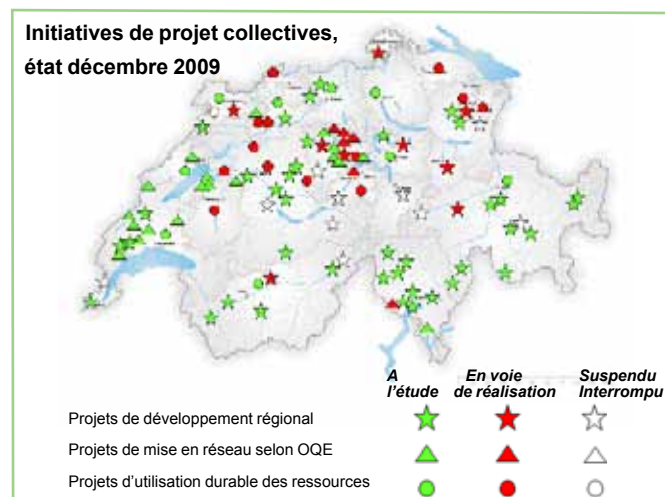 Initiatives de projet collectives,
état décembre 2009
A l'étude
En voie de réalisation
Suspendu Interrompu
Projets de développement régional
Projets de mise en réseau selon OQE
Projets d'utilisation durable des ressources